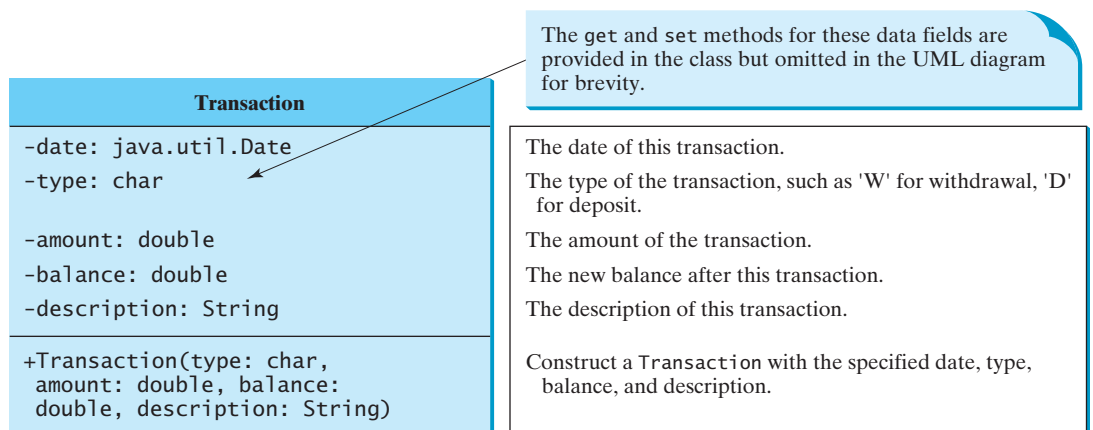 The get and set methods for these data fields are
provided in the class but omitted in the UML diagram
for brevity.
Transaction
-date: java.util.Date
The date of this transaction.
-type: char
The type of the transaction, such as 'W' for withdrawal, 'D'
for deposit.
-amount: double
The amount of the transaction.
-balance: double
The new balance after this transaction.
-description: String
The description of this transaction.
+Transaction(type: char,
amount: double, balance:
double, description: String)
Construct a Transaction with the specified date, type,
balance, and description.